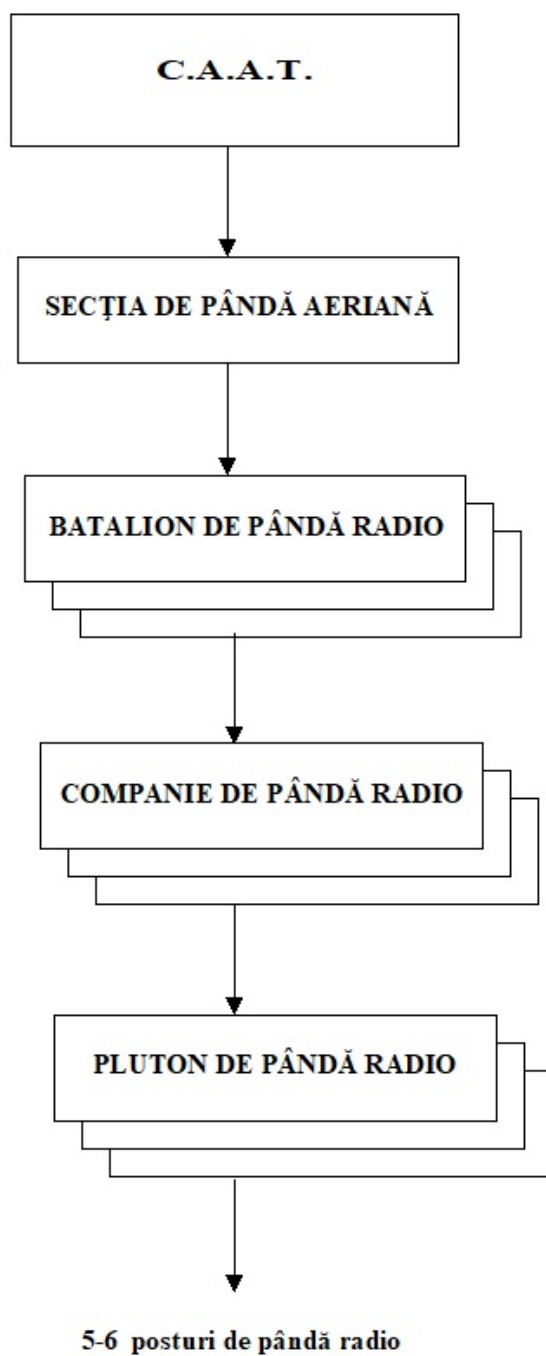 C.A.A.T.
SECŢIA DE PÂNDĂ AERIANĂ
BATALION DE PÂNDĂ RADIO
COMPANIE DE PÂNDĂ RADIO
PLUTON DE PÂNDĂ RADIO
5-6 posturi de pândă radio